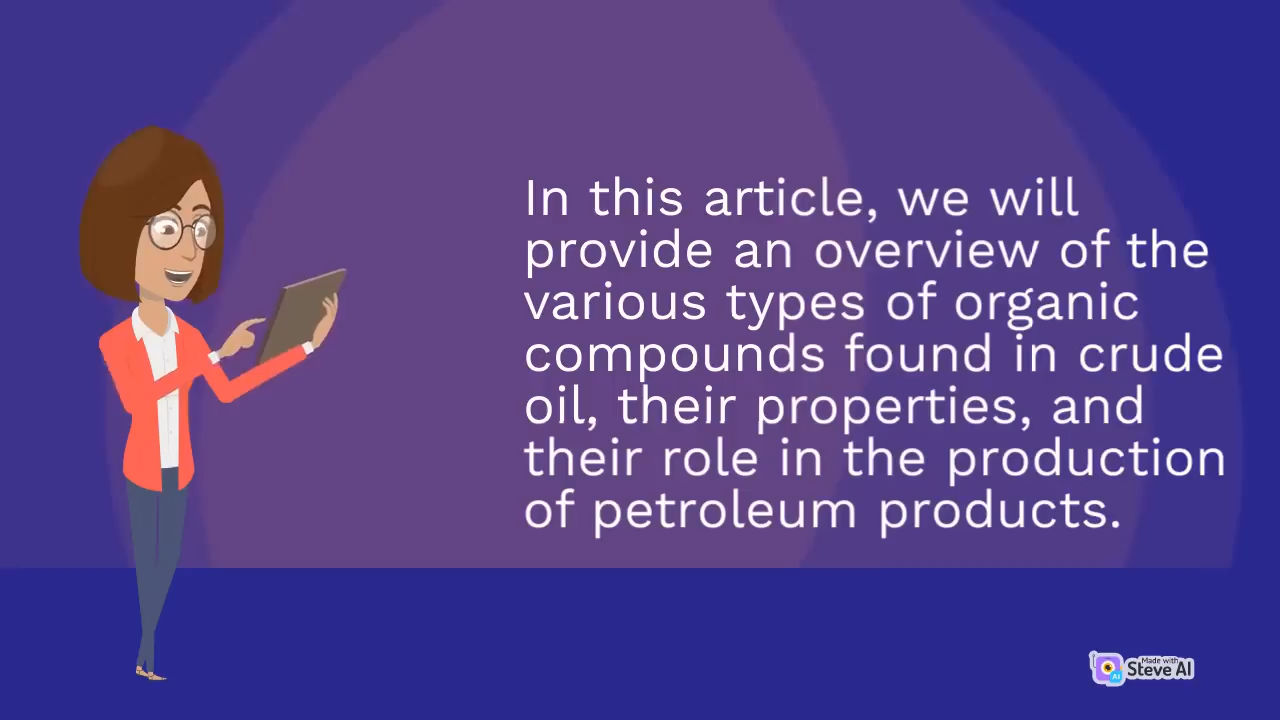 In this article, we will
provide an overview of the
various types of organic
compounds found in crude
oil, their properties, and
their role in the production
of petroleum products.
Made with
Steve AI
AI